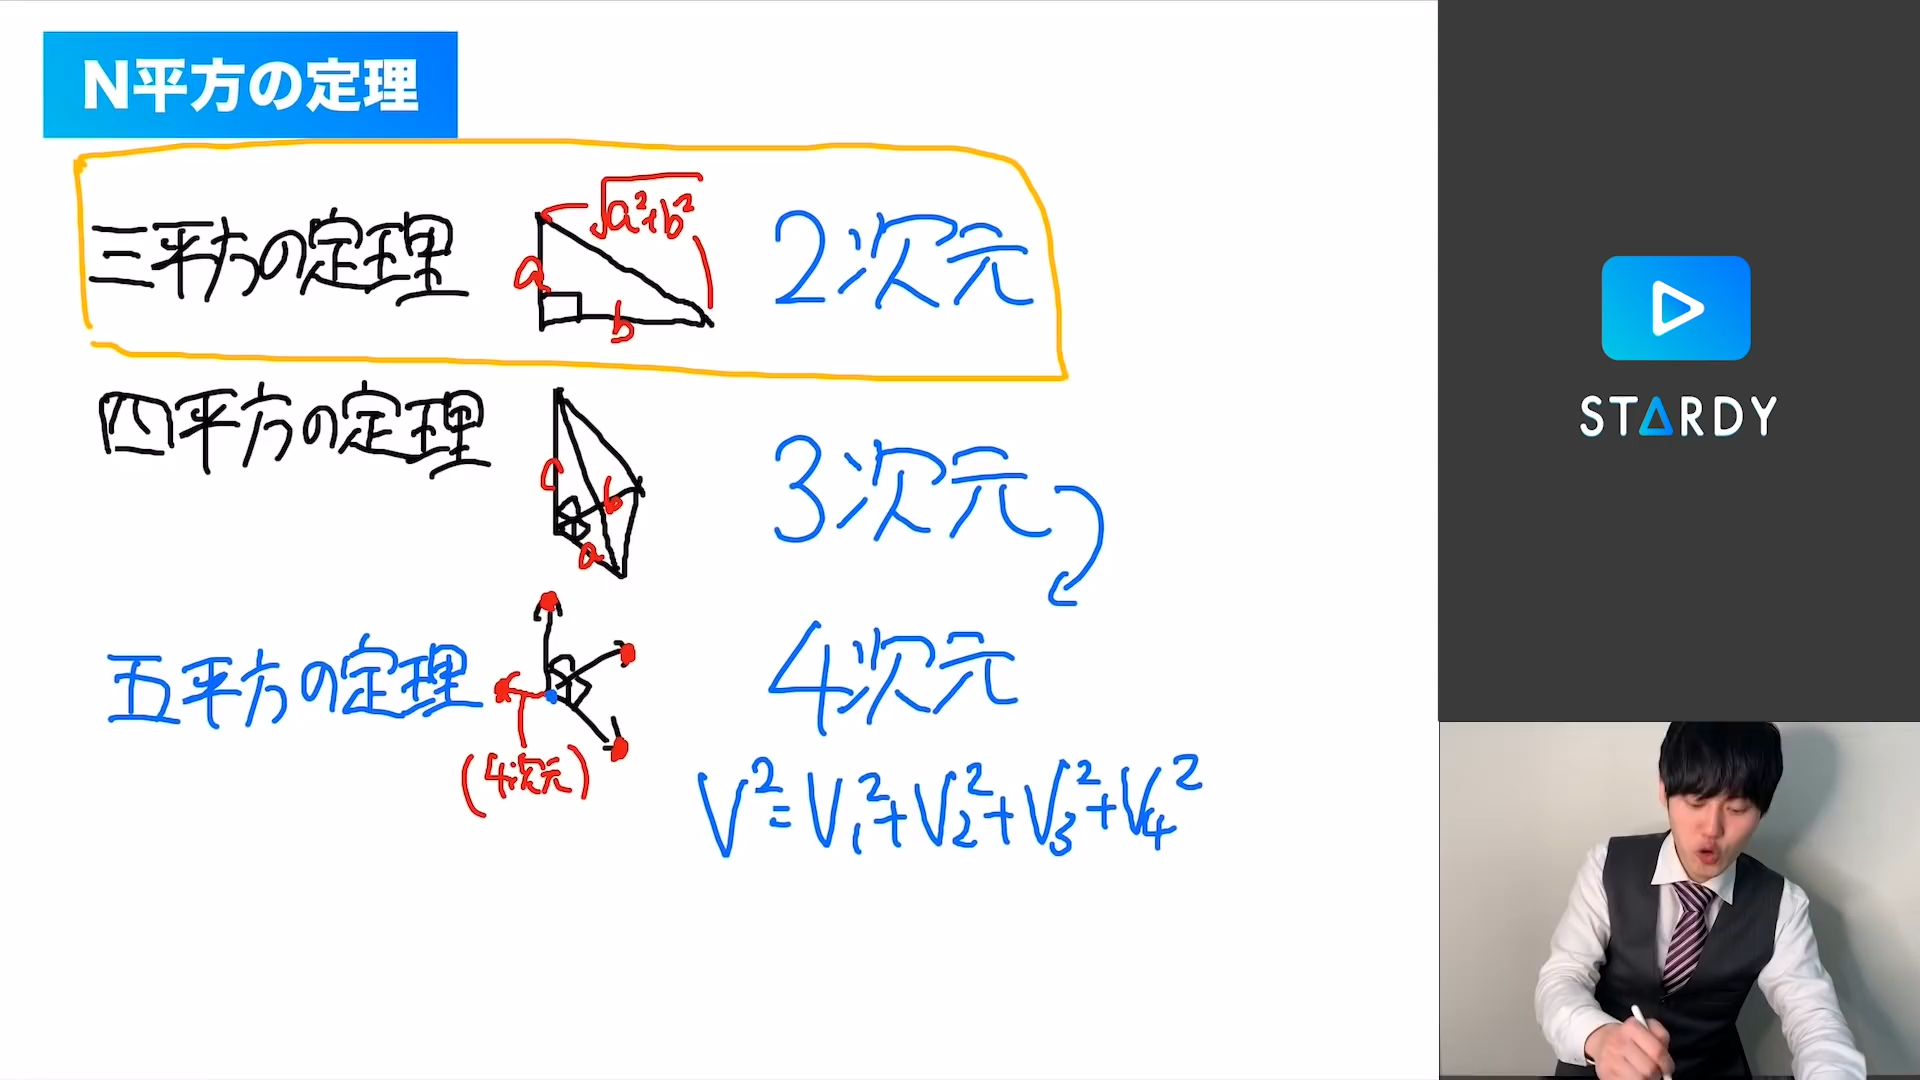 N平方の定理
三平方の定理 a b √a²+b² 2次元
四平方の定理 c b a 3次元
五平方の定理 (4次元) 4次元
V²=V₁²+V₂²+V₃²+V₄²
STARDY